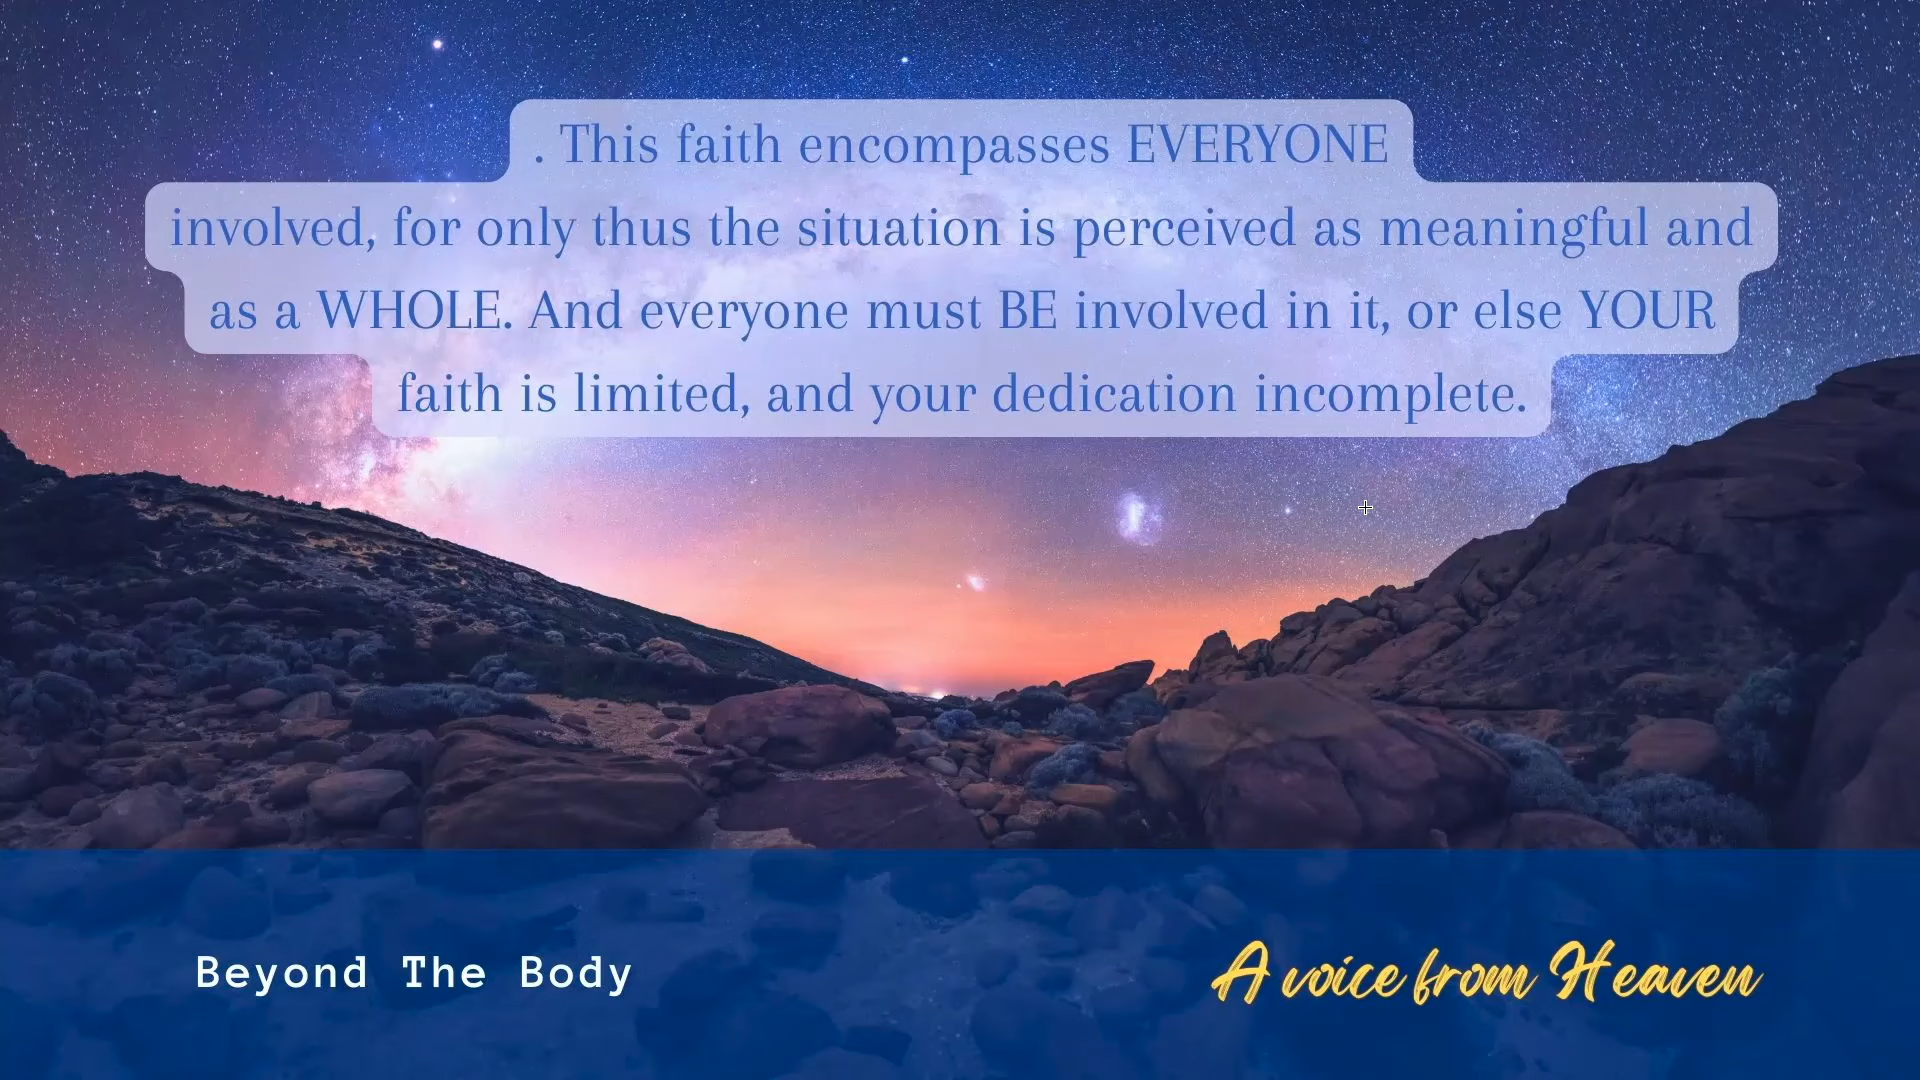 . This faith encompasses EVERYONE
involved, for only thus the situation is perceived as meaningful and
as a WHOLE. And everyone must BE involved in it, or else YOUR
faith is limited, and your dedication incomplete.
Beyond The Body
A voice from Heaven